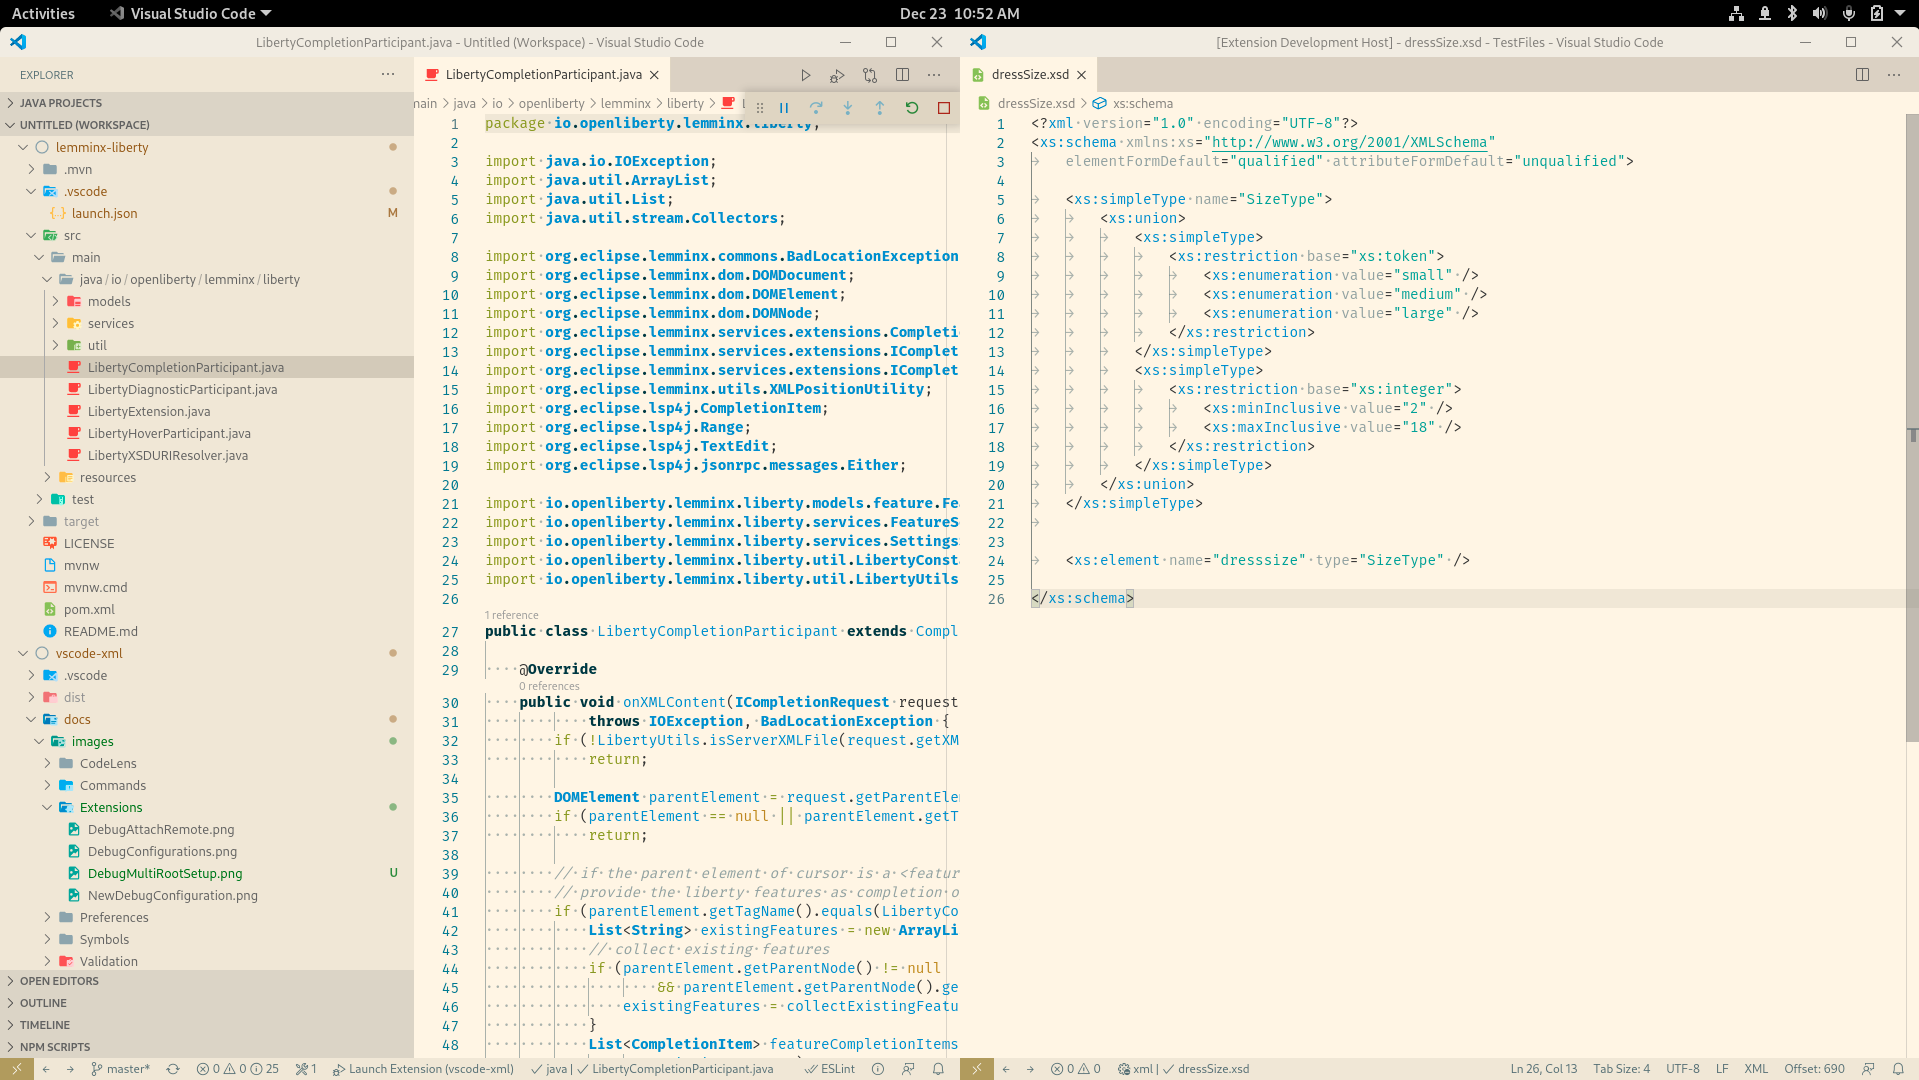 Activities
Visual Studio Code
Dec 23 10:52 AM
LibertyCompletionParticipant.java - Untitled (Workspace) - Visual Studio Code
EXPLORER
JAVA PROJECTS
UNTITLED (WORKSPACE)
lemminx-liberty
.mvn
.vscode
launch.json M
src
main
java / io / openliberty / lemminx / liberty
models
services
util
LibertyCompletionParticipant.java
LibertyDiagnosticParticipant.java
LibertyExtension.java
LibertyHoverParticipant.java
LibertyXSDURIResolver.java
resources
test
target
LICENSE
mvnw
mvnw.cmd
pom.xml
README.md
vscode-xml
.vscode
dist
docs
images
CodeLens
Commands
Extensions
DebugAttachRemote.png
DebugConfigurations.png
DebugMultiRootSetup.png U
NewDebugConfiguration.png
Preferences
Symbols
Validation
OPEN EDITORS
OUTLINE
TIMELINE
NPM SCRIPTS
LibertyCompletionParticipant.java
main > java > io > openliberty > lemminx > liberty >
1 package io.openliberty.lemminx.liberty;
2
3 import java.io.IOException;
4 import java.util.ArrayList;
5 import java.util.List;
6 import java.util.stream.Collectors;
7
8 import org.eclipse.lemminx.commons.BadLocationException
9 import org.eclipse.lemminx.dom.DOMDocument;
10 import org.eclipse.lemminx.dom.DOMElement;
11 import org.eclipse.lemminx.dom.DOMNode;
12 import org.eclipse.lemminx.services.extensions.Completi
13 import org.eclipse.lemminx.services.extensions.IComplet
14 import org.eclipse.lemminx.services.extensions.IComplet
15 import org.eclipse.lemminx.utils.XMLPositionUtility;
16 import org.eclipse.lsp4j.CompletionItem;
17 import org.eclipse.lsp4j.Range;
18 import org.eclipse.lsp4j.TextEdit;
19 import org.eclipse.lsp4j.jsonrpc.messages.Either;
20
21 import io.openliberty.lemminx.liberty.models.feature.Fe
22 import io.openliberty.lemminx.liberty.services.FeatureS
23 import io.openliberty.lemminx.liberty.services.Settings
24 import io.openliberty.lemminx.liberty.util.LibertyConst
25 import io.openliberty.lemminx.liberty.util.LibertyUtils
26
1 reference
27 public class LibertyCompletionParticipant extends Compl
28
29 @Override
0 references
30 public void onXMLContent(ICompletionRequest request
31 throws IOException, BadLocationException {
32 if (!LibertyUtils.isServerXMLFile(request.getXM
33 return;
34
35 DOMElement parentElement = request.getParentEle
36 if (parentElement == null || parentElement.getT
37 return;
38
39 // if the parent element of cursor is a <featur
40 // provide the liberty features as completion o
41 if (parentElement.getTagName().equals(LibertyCo
42 List<String> existingFeatures = new ArrayLi
43 // collect existing features
44 if (parentElement.getParentNode() != null
45 && parentElement.getParentNode().ge
46 existingFeatures = collectExistingFeatu
47 }
48 List<CompletionItem> featureCompletionItems
master* 0 0 25 1 Launch Extension (vscode-xml) java | LibertyCompletionParticipant.java ESLint
[Extension Development Host] - dressSize.xsd - TestFiles - Visual Studio Code
dressSize.xsd
dressSize.xsd > xs:schema
1 <?xml version="1.0" encoding="UTF-8"?>
2 <xs:schema xmlns:xs="http://www.w3.org/2001/XMLSchema"
3 elementFormDefault="qualified" attributeFormDefault="unqualified">
4
5 <xs:simpleType name="SizeType">
6 <xs:union>
7 <xs:simpleType>
8 <xs:restriction base="xs:token">
9 <xs:enumeration value="small" />
10 <xs:enumeration value="medium" />
11 <xs:enumeration value="large" />
12 </xs:restriction>
13 </xs:simpleType>
14 <xs:simpleType>
15 <xs:restriction base="xs:integer">
16 <xs:minInclusive value="2" />
17 <xs:maxInclusive value="18" />
18 </xs:restriction>
19 </xs:simpleType>
20 </xs:union>
21 </xs:simpleType>
22
23
24 <xs:element name="dresssize" type="SizeType" />
25
26 </xs:schema>
0 0 xml | dressSize.xsd Ln 26, Col 13 Tab Size: 4 UTF-8 LF XML Offset: 690